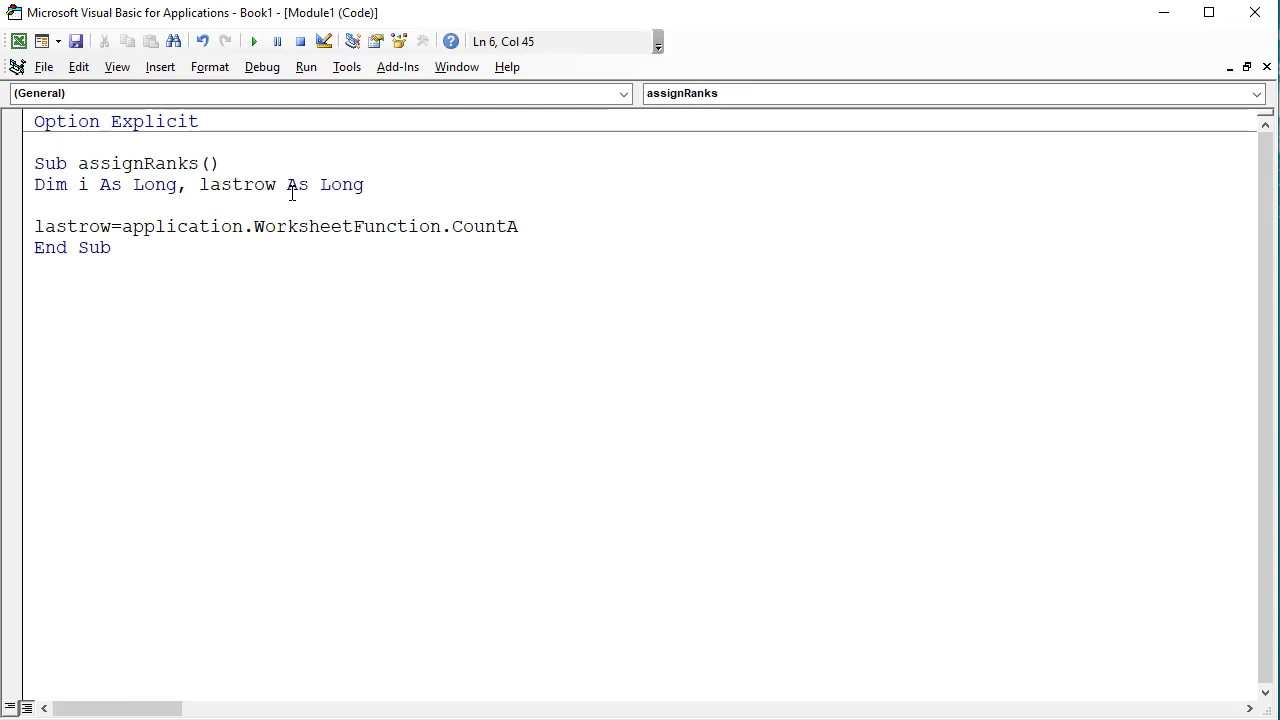 Microsoft Visual Basic for Applications - Book1 - [Module1 (Code)]
Ln 6, Col 45
File Edit View Insert Format Debug Run Tools Add-Ins Window Help
(General) assignRanks
Option Explicit
Sub assignRanks()
Dim i As Long, lastrow As Long
lastrow=application.WorksheetFunction.CountA
End Sub